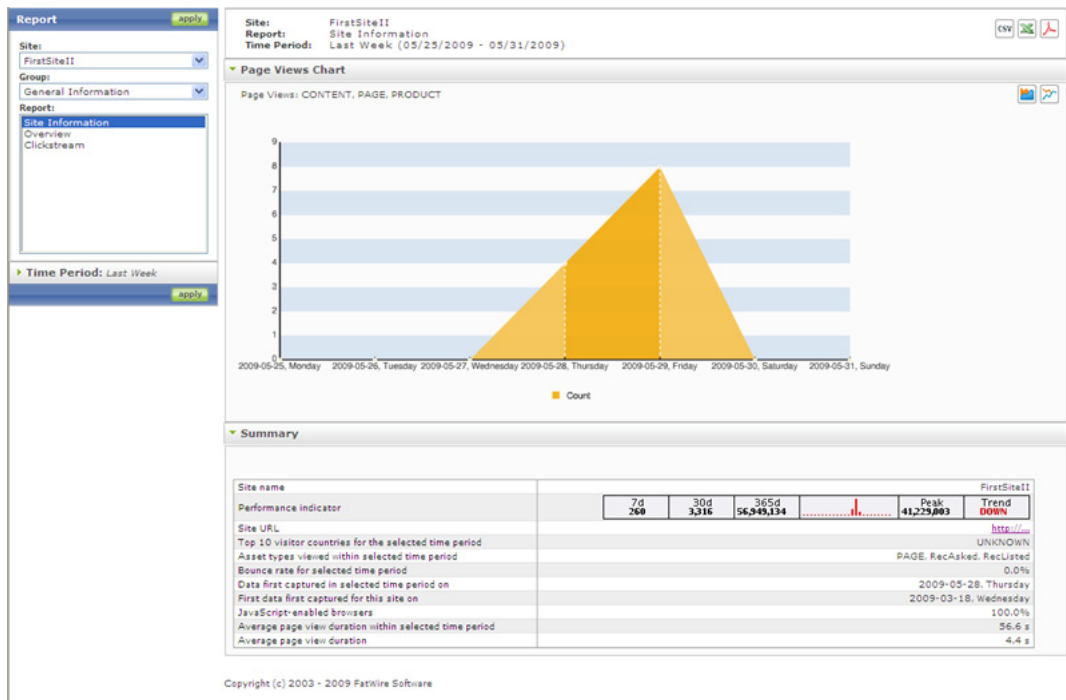 Report apply
Site:
FirstSiteII
Group:
General Information
Report:
Site Information
Overview
Clickstream
Time Period: Last Week
apply
Site: FirstSiteII
Report: Site Information
Time Period: Last Week (05/25/2009 - 05/31/2009)
CSV
Page Views Chart
Page Views: CONTENT, PAGE, PRODUCT
9
8
7
6
5
4
3
2
1
0
2009-05-25, Monday 2009-05-26, Tuesday 2009-05-27, Wednesday 2009-05-28, Thursday 2009-05-29, Friday 2009-05-30, Saturday 2009-05-31, Sunday
Count
Summary
Site name FirstSiteII
Performance indicator 7d 260 30d 3,316 365d 56,949,134 Peak 41,229,003 Trend DOWN
Site URL http://...
Top 10 visitor countries for the selected time period UNKNOWN
Asset types viewed within selected time period PAGE, RecAsked, RecListed
Bounce rate for selected time period 0.0%
Data first captured in selected time period on 2009-05-28, Thursday
First data first captured for this site on 2009-03-18, Wednesday
JavaScript-enabled browsers 100.0%
Average page view duration within selected time period 56.6 s
Average page view duration 4.4 s
Copyright (c) 2003 - 2009 FatWire Software